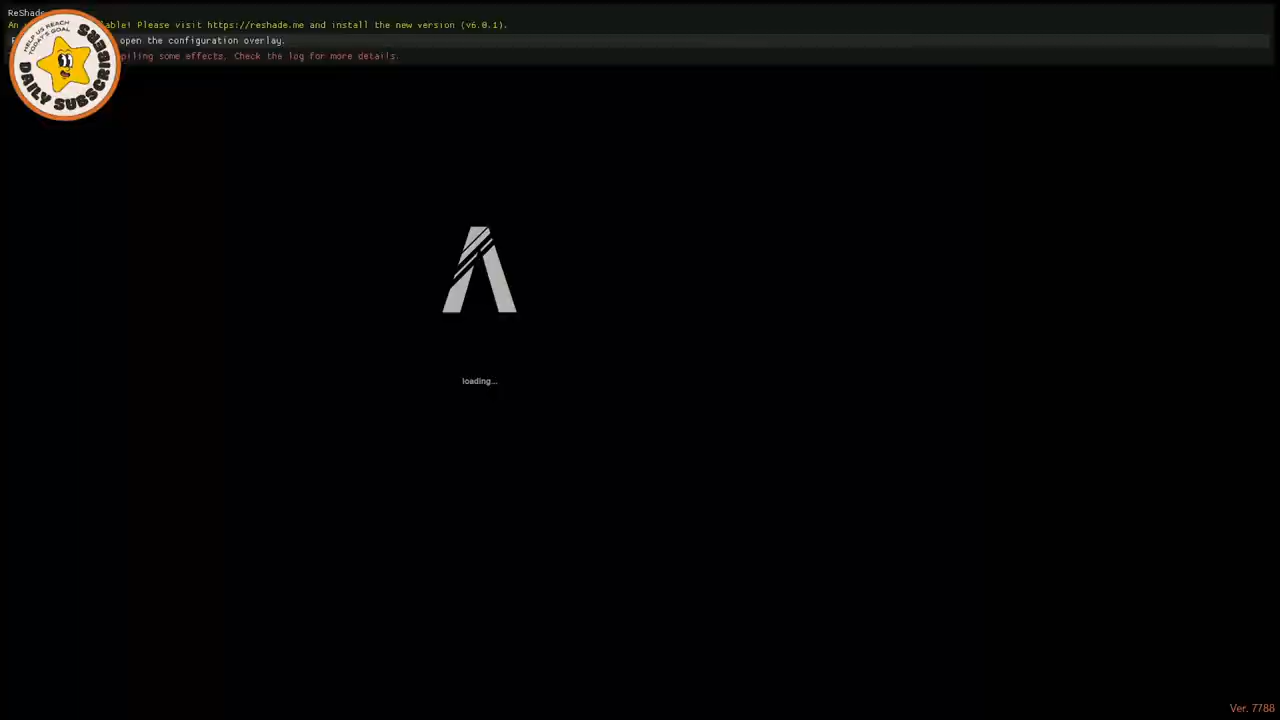 ReShade
An able! Please visit https://reshade.me and install the new version (v6.0.1).
open the configuration overlay.
piling some effects. Check the log for more details.
HELP US REACH
TODAY'S GOAL
DAILY SUBSCRIBERS
loading...
Ver. 7788